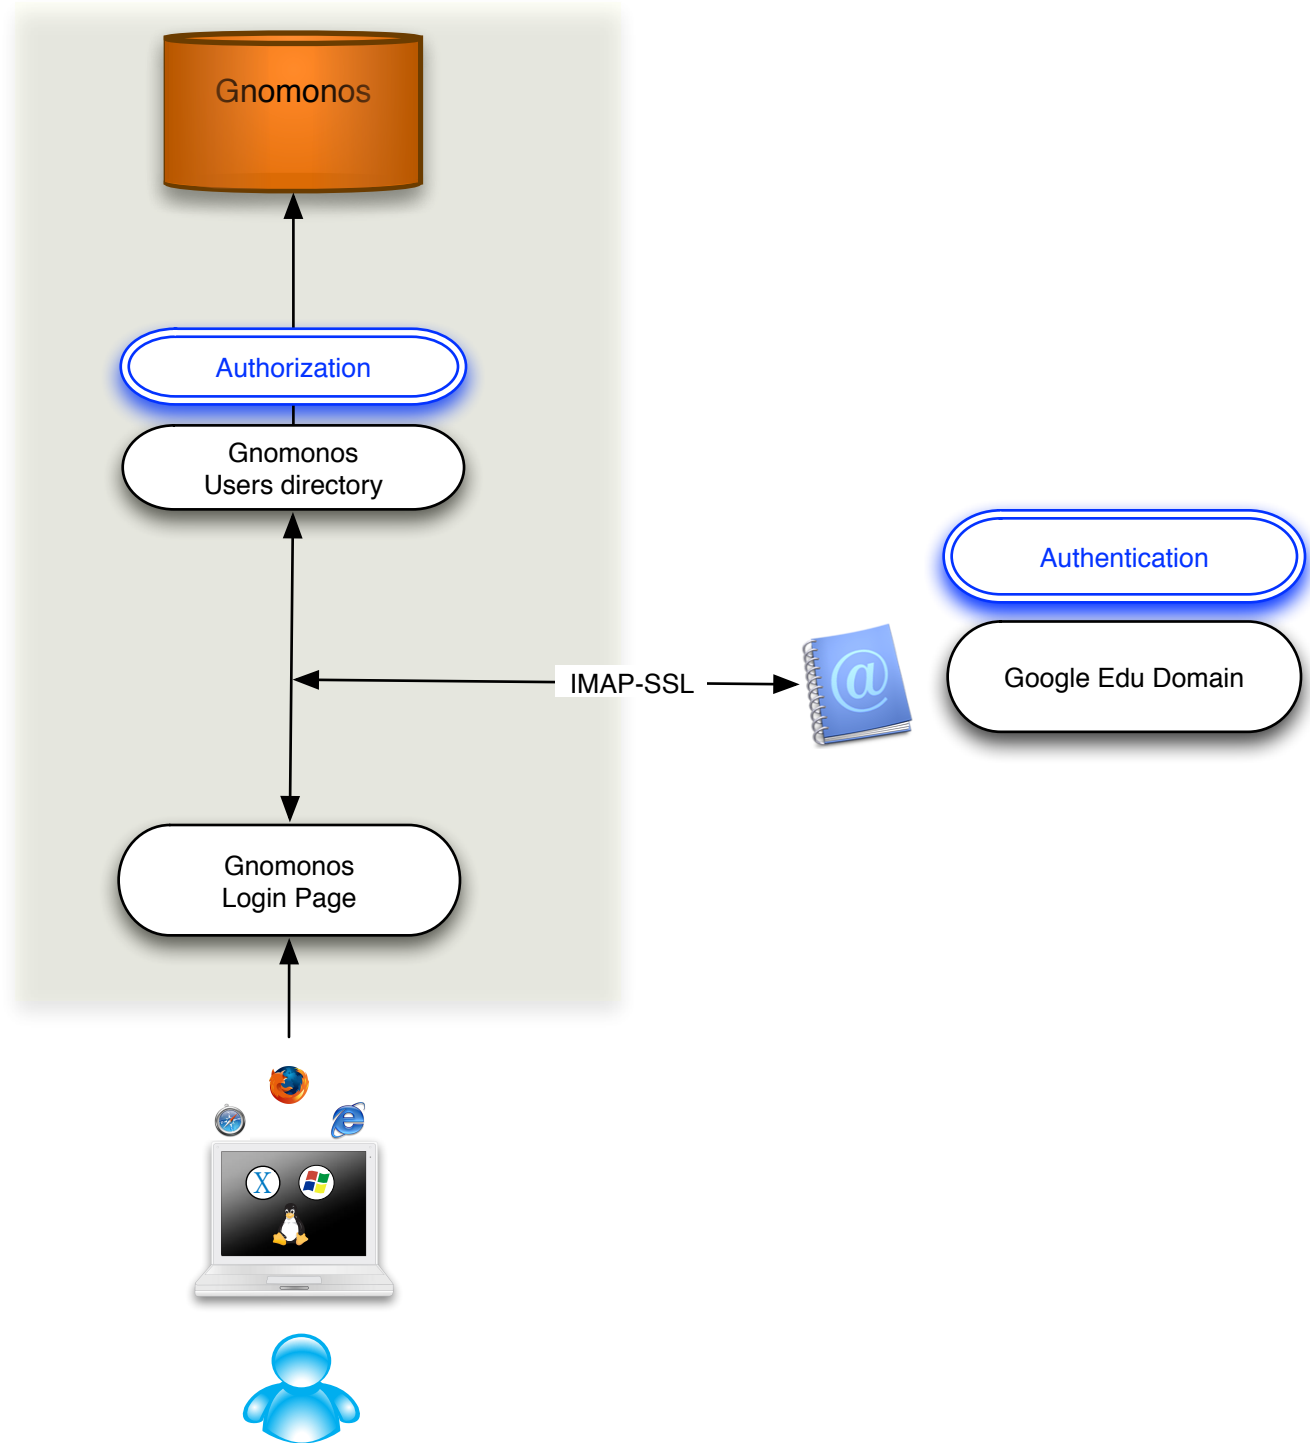 Gnomonos
Authorization
Gnomonos
Users directory
Authentication
Google Edu Domain
IMAP-SSL
Gnomonos
Login Page
X